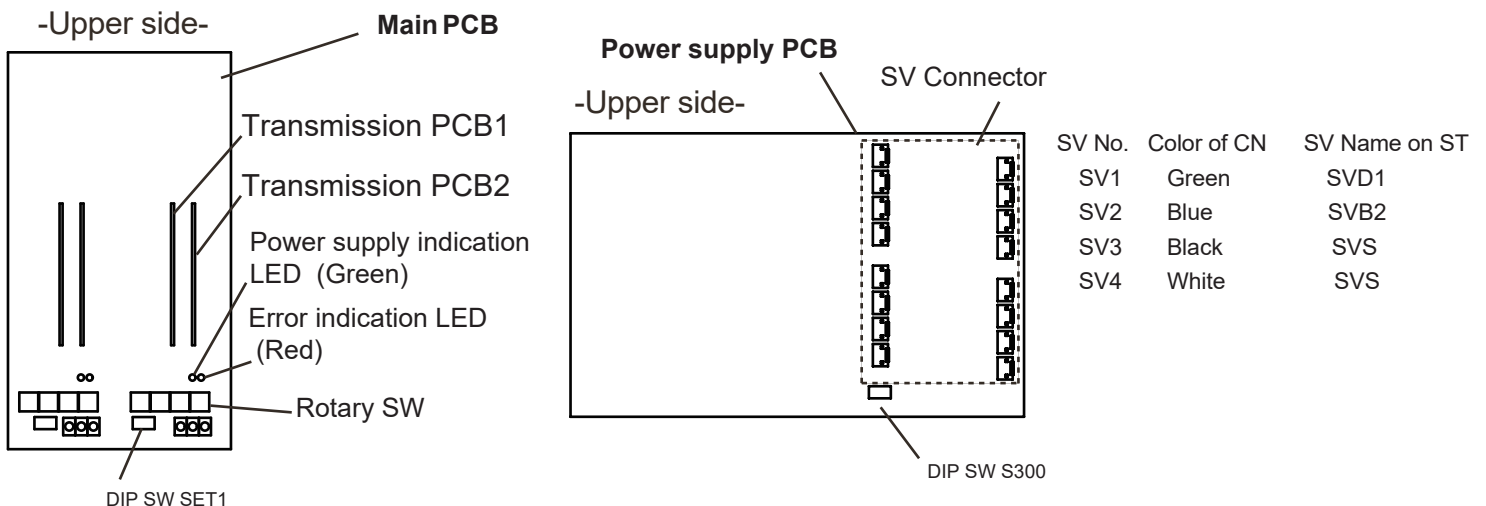 -Upper side-
Main PCB
Transmission PCB1
Transmission PCB2
Power supply indication
LED (Green)
Error indication LED
(Red)
Rotary SW
DIP SW SET1
Power supply PCB
SV Connector
-Upper side-
DIP SW S300
SV No. Color of CN SV Name on ST
SV1 Green SVD1
SV2 Blue SVB2
SV3 Black SVS
SV4 White SVS